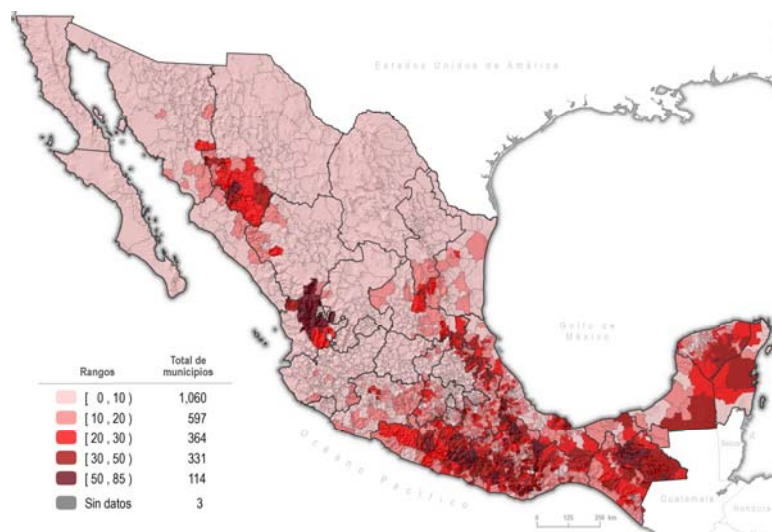 Estados Unidos de América
Golfo de
México
Rangos
Total de
municipios
[ 0 , 10 ) 1,060
[ 10 , 20 ) 597
[ 20 , 30 ) 364
[ 30 , 50 ) 331
[ 50 , 85 ) 114
Sin datos 3
Océano Pacífico
Belice
Guatemala
Honduras
0 125 250 km